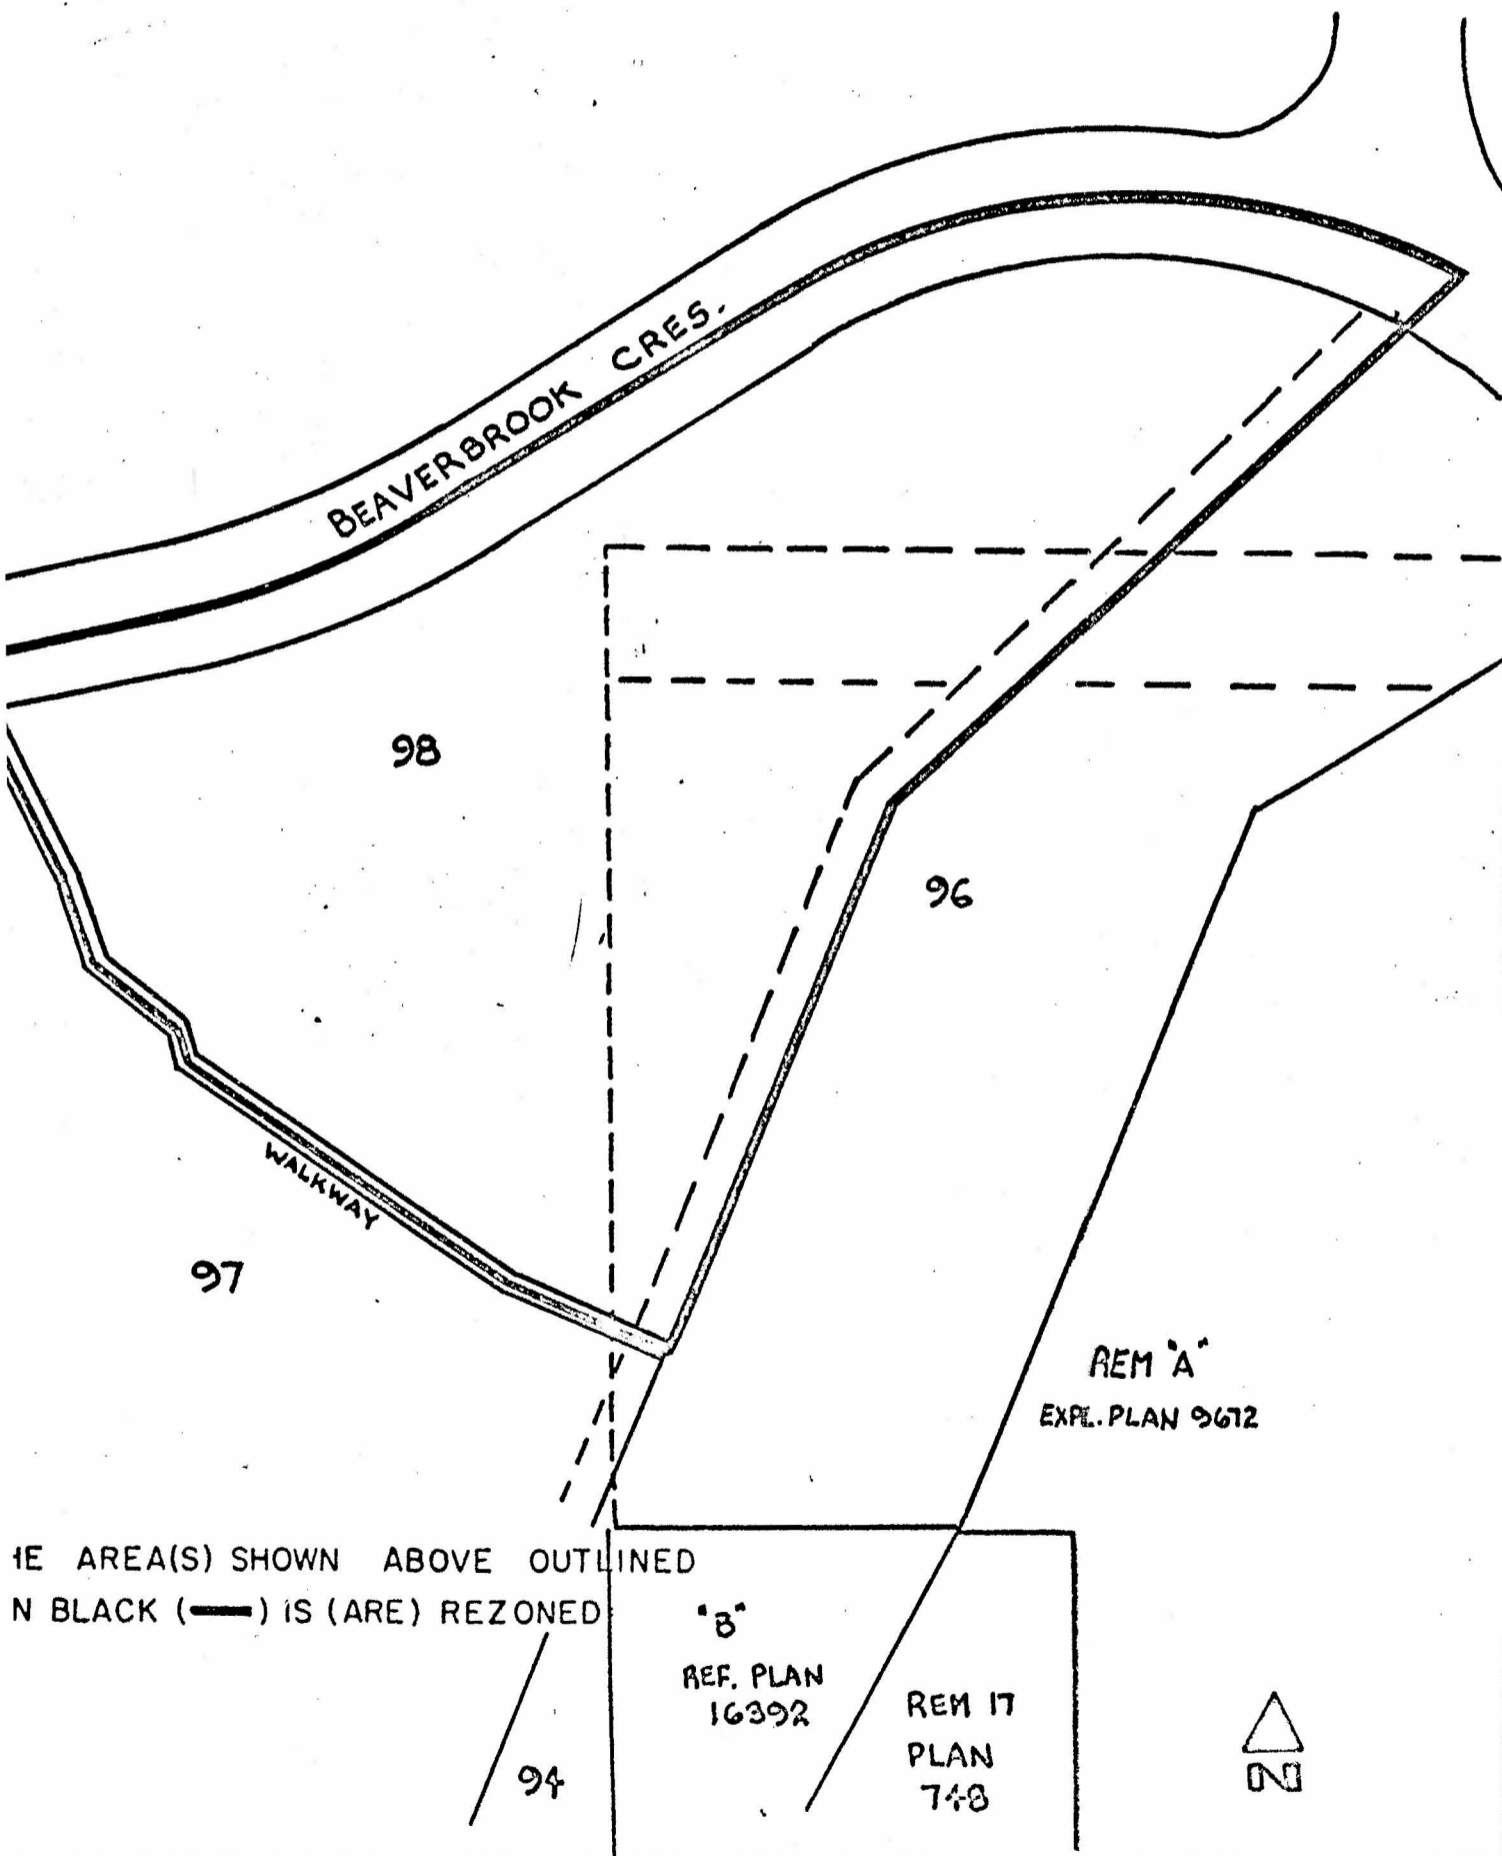 BEAVERBROOK CRES.
98
96
WALKWAY
97
REM "A"
EXPL. PLAN 9672
HE AREA(S) SHOWN ABOVE OUTLINED
N BLACK ( ) IS (ARE) REZONED
"B"
REF. PLAN
16392
REM 17
PLAN
748
94
N